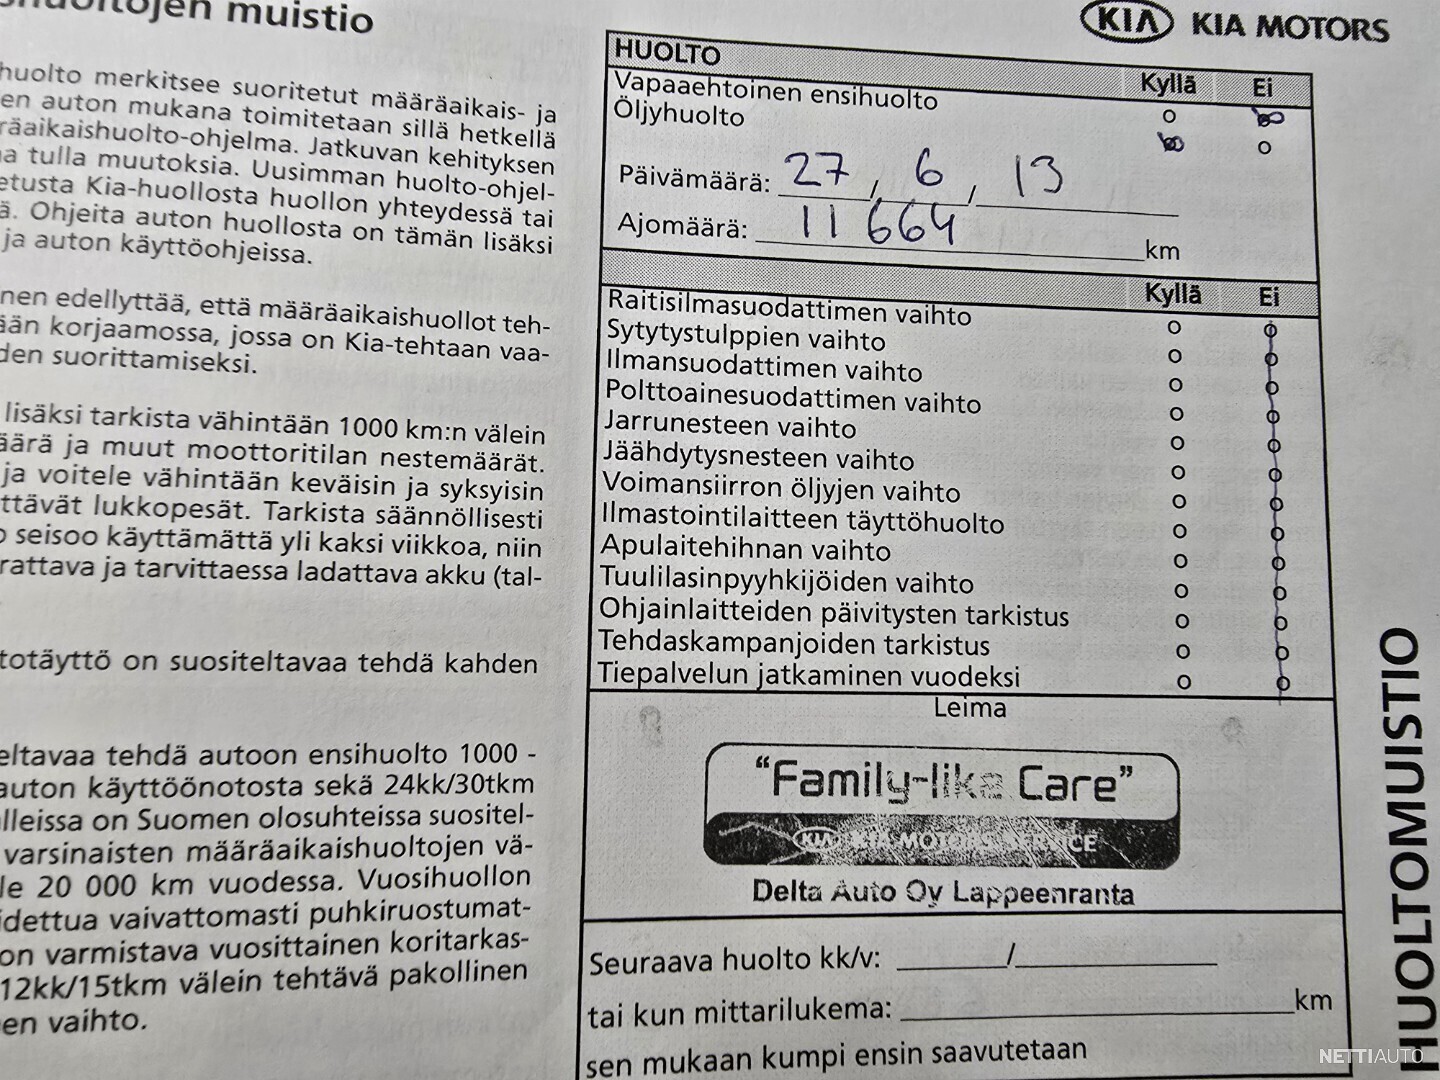 muistio
huolto merkitsee suoritetut määräaikais- ja
en auton mukana toimitetaan sillä hetkellä
räaikaishuolto-ohjelma. Jatkuvan kehityksen
a tulla muutoksia. Uusimman huolto-ohjel-
etusta Kia-huollosta huollon yhteydessä tai
ä. Ohjeita auton huollosta on tämän lisäksi
ja auton käyttöohjeissa.
nen edellyttää, että määräaikaishuollot teh-
ään korjaamossa, jossa on Kia-tehtaan vaa-
den suorittamiseksi.
lisäksi tarkista vähintään 1000 km:n välein
äärä ja muut moottoritilan nestemäärät.
ja voitele vähintään keväisin ja syksyisin
ttävät lukkopesät. Tarkista säännöllisesti
o seisoo käyttämättä yli kaksi viikkoa, niin
rattava ja tarvittaessa ladattava akku (tal-
totäyttö on suositeltavaa tehdä kahden
eltavaa tehdä autoon ensihuolto 1000 -
auton käyttöönotosta sekä 24kk/30tkm
lleissa on Suomen olosuhteissa suositel-
varsinaisten määräaikaishuoltojen vä-
le 20 000 km vuodessa. Vuosihuollon
idettua vaivattomasti puhkiruostumat-
on varmistava vuosittainen koritarkas-
12kk/15tkm välein tehtävä pakollinen
en vaihto.
KIA KIA MOTORS
HUOLTO Kyllä Ei
Vapaaehtoinen ensihuolto
Öljyhuolto
Päivämäärä: 27, 6, 13
Ajomäärä: 11 664 km
Kyllä Ei
Raitisilmasuodattimen vaihto
Sytytystulppien vaihto
Ilmansuodattimen vaihto
Polttoainesuodattimen vaihto
Jarrunesteen vaihto
Jäähdytysnesteen vaihto
Voimansiirron öljyjen vaihto
Ilmastointilaitteen täyttöhuolto
Apulaitehihnan vaihto
Tuulilasinpyyhkijöiden vaihto
Ohjainlaitteiden päivitysten tarkistus
Tehdaskampanjoiden tarkistus
Tiepalvelun jatkaminen vuodeksi
Leima
"Family-like Care"
KIA KIA MOTORS SERVICE
Delta Auto Oy Lappeenranta
Seuraava huolto kk/v: ______/__________
tai kun mittarilukema: ____________________km
sen mukaan kumpi ensin saavutetaan
HUOLTOMUISTIO
NETTIAUTO